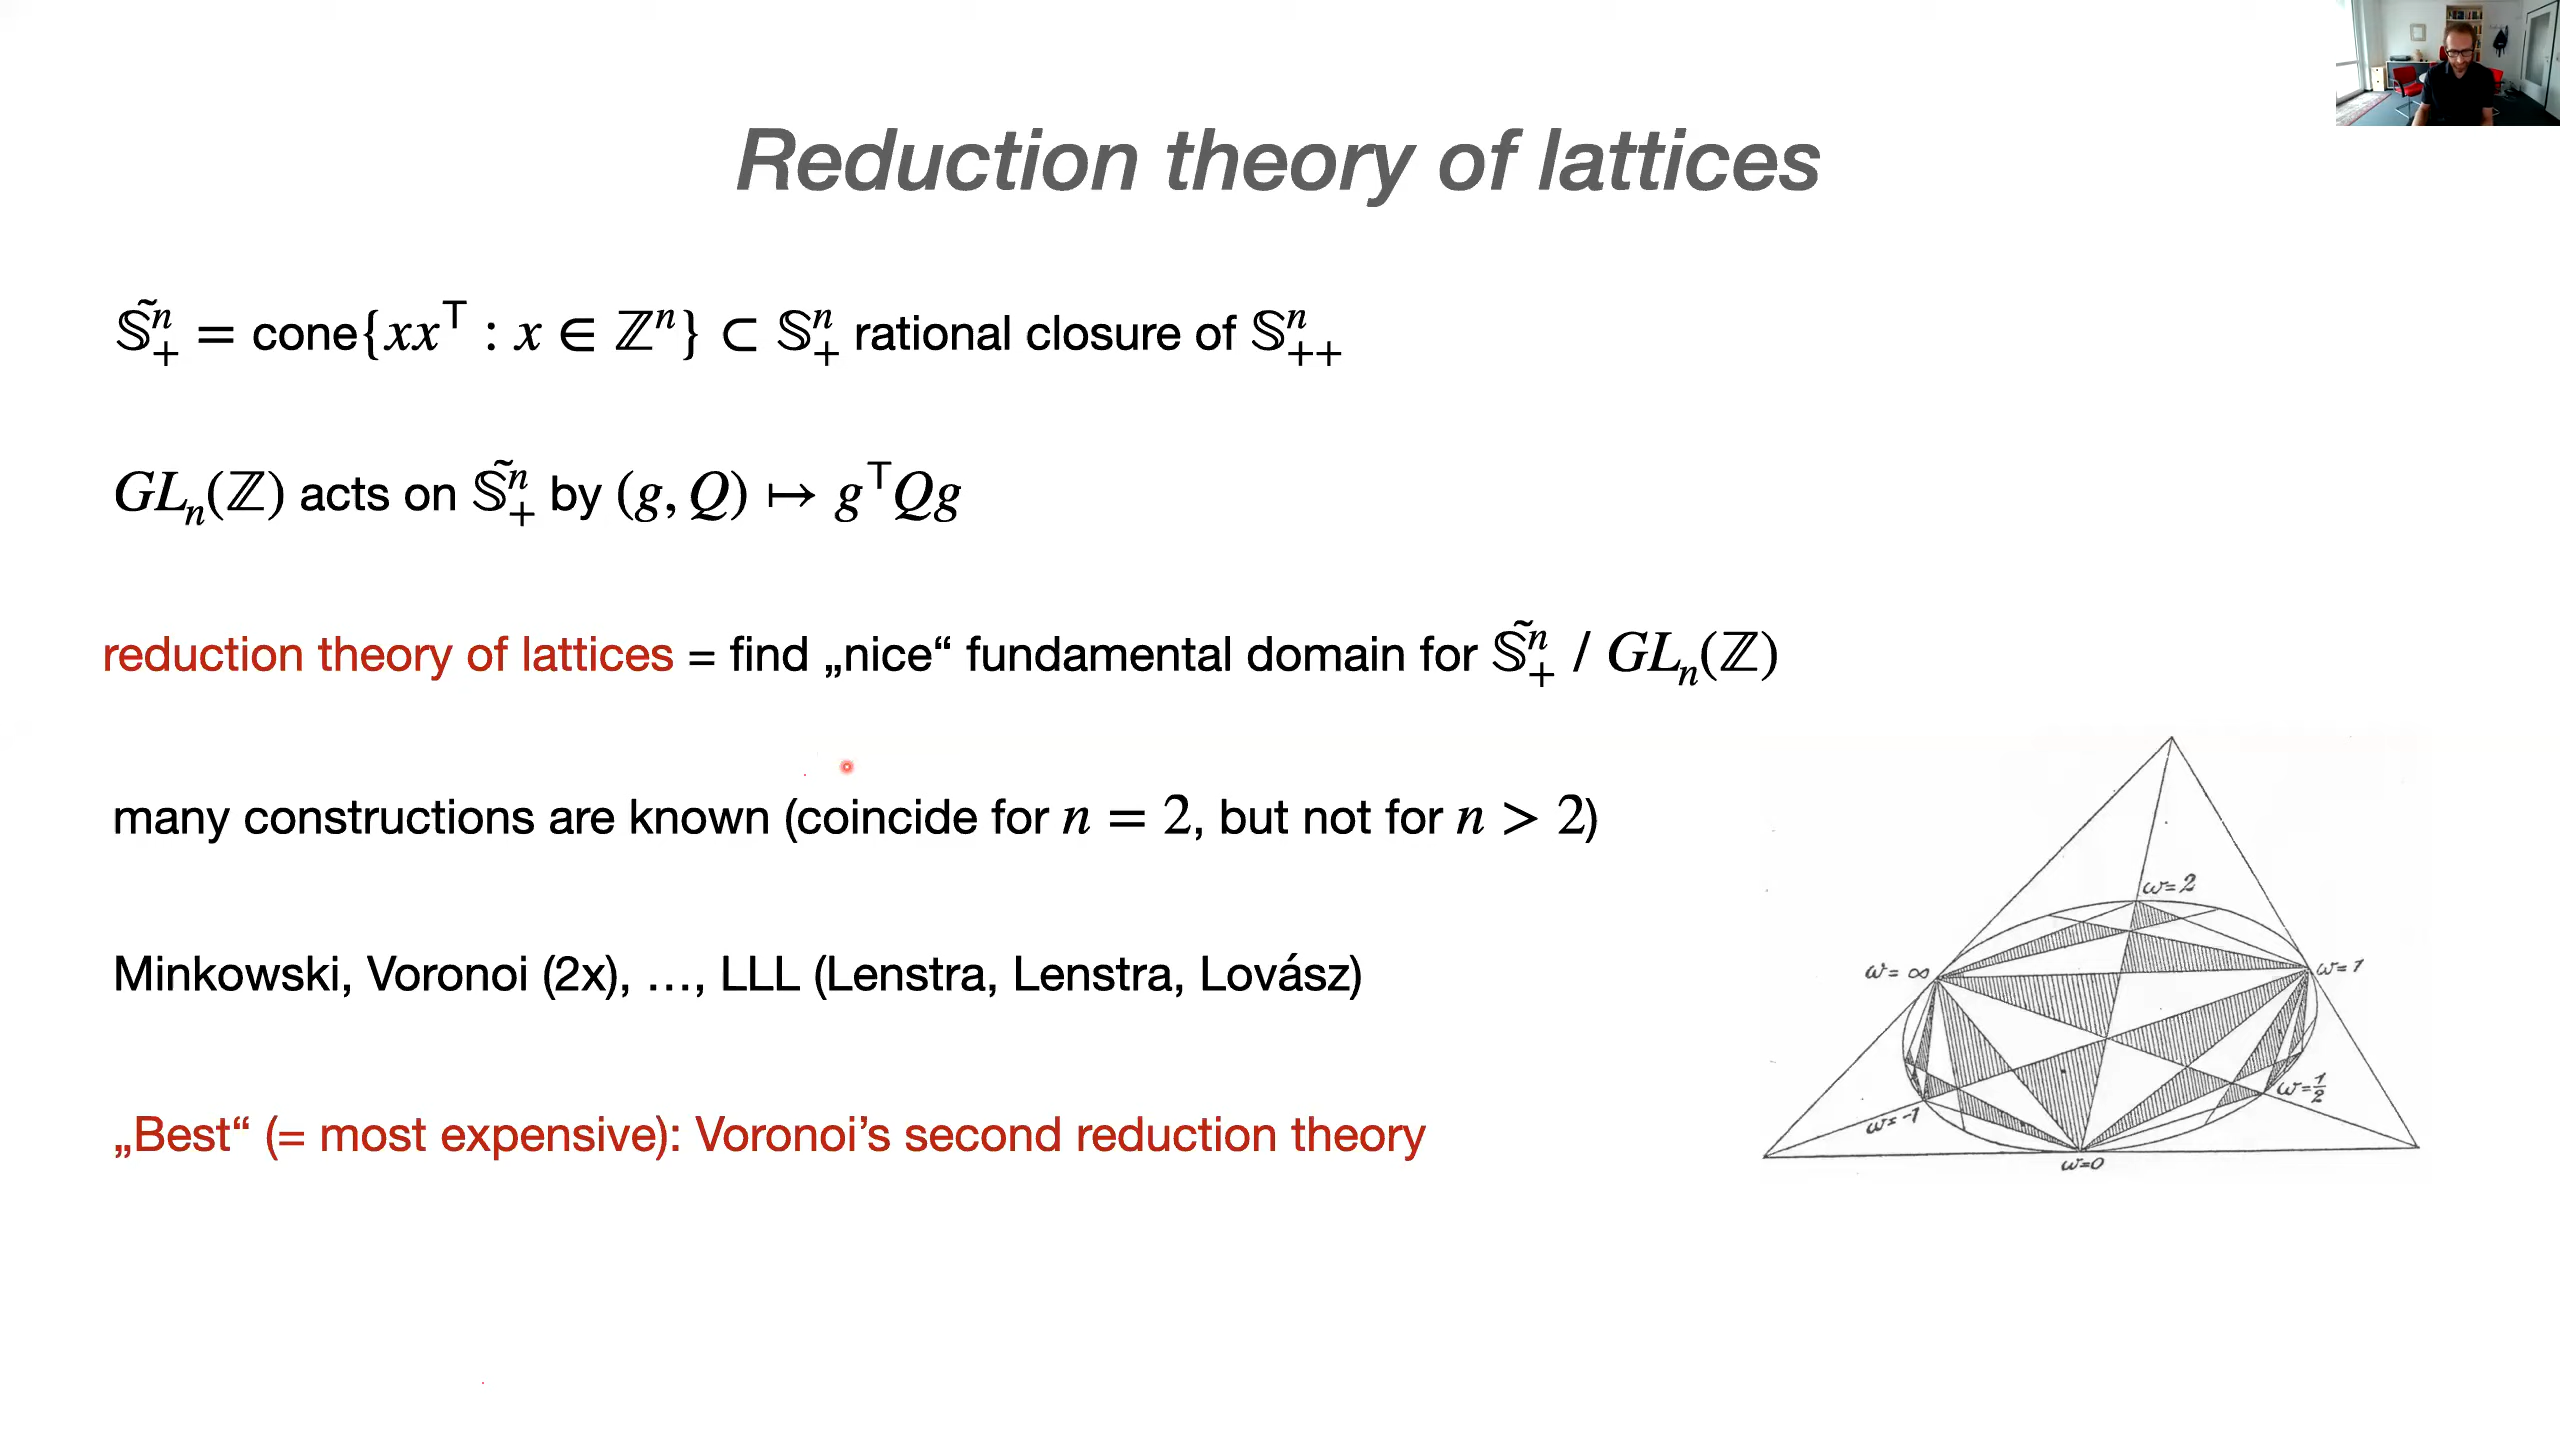 Reduction theory of lattices
𝕊̃ⁿ₊ = cone{xxᵀ : x ∈ ℤⁿ} ⊂ 𝕊ⁿ₊ rational closure of 𝕊ⁿ₊₊
GLₙ(ℤ) acts on 𝕊̃ⁿ₊ by (g, Q) ↦ gᵀQg
reduction theory of lattices = find „nice“ fundamental domain for 𝕊̃ⁿ₊ / GLₙ(ℤ)
many constructions are known (coincide for n = 2, but not for n > 2)
Minkowski, Voronoi (2x), …, LLL (Lenstra, Lenstra, Lovász)
„Best“ (= most expensive): Voronoi’s second reduction theory
ω=2
ω=∞
ω=1
ω=-1
ω=1/2
ω=0